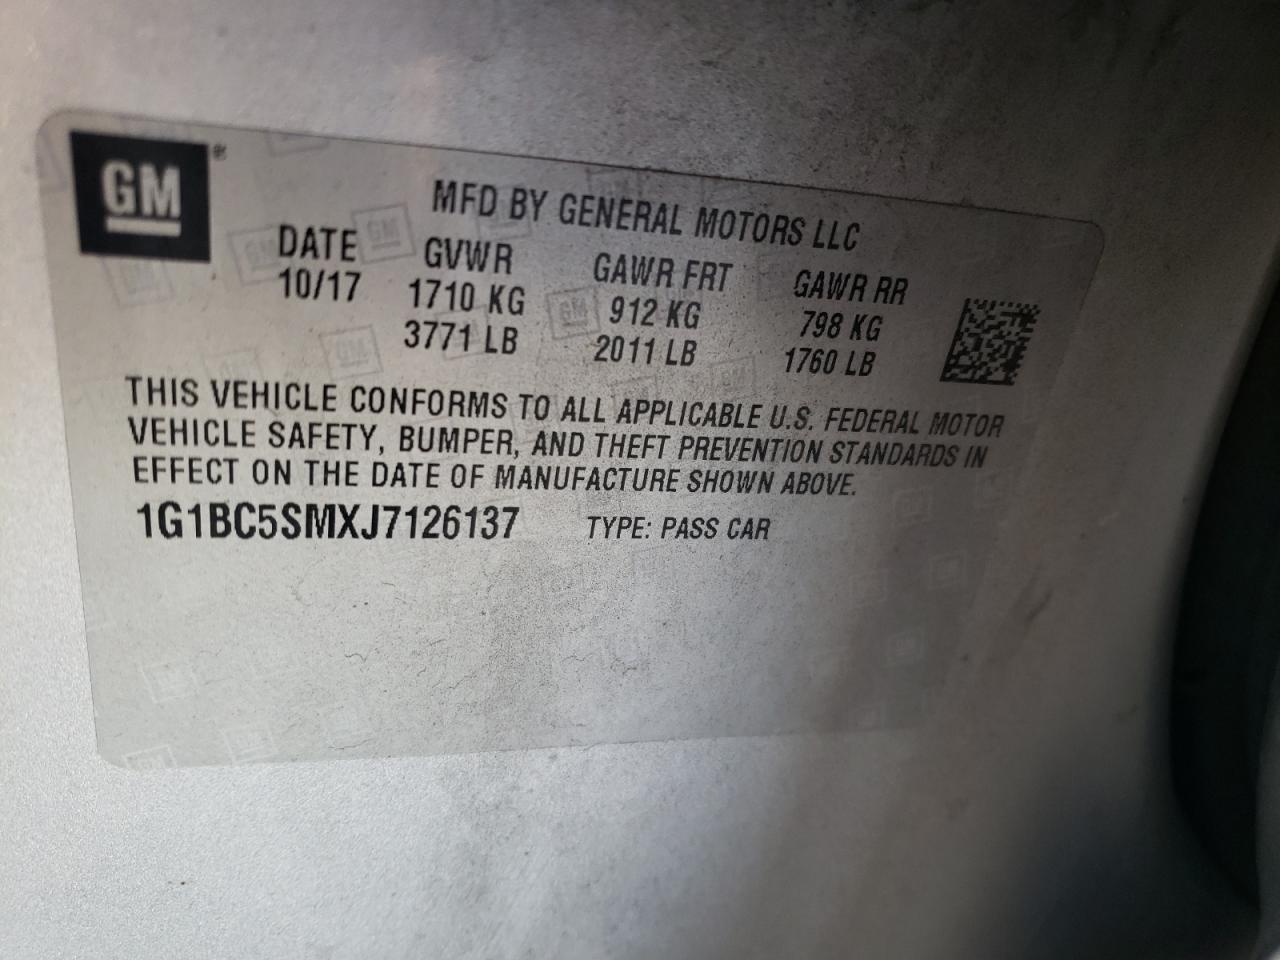 GM®
MFD BY GENERAL MOTORS LLC
DATE GVWR GAWR FRT GAWR RR
10/17 1710 KG 912 KG 798 KG
3771 LB 2011 LB 1760 LB
THIS VEHICLE CONFORMS TO ALL APPLICABLE U.S. FEDERAL MOTOR
VEHICLE SAFETY, BUMPER, AND THEFT PREVENTION STANDARDS IN
EFFECT ON THE DATE OF MANUFACTURE SHOWN ABOVE.
1G1BC5SMXJ7126137 TYPE: PASS CAR